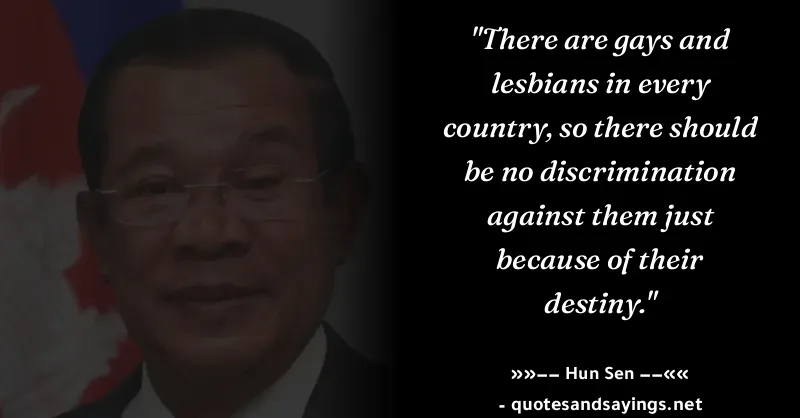 "There are gays and
lesbians in every
country, so there should
be no discrimination
against them just
because of their
destiny."
»»−− Hun Sen −−««
- quotesandsayings.net